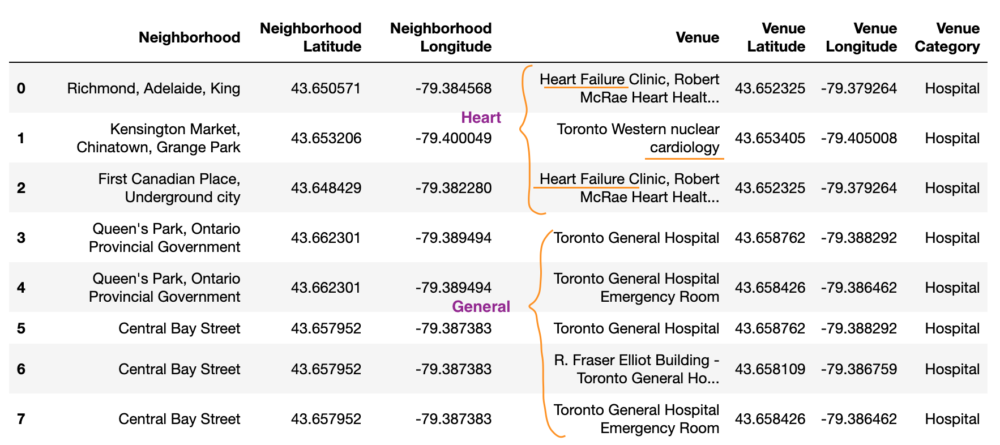 Neighborhood Neighborhood Latitude Neighborhood Longitude Venue Venue Latitude Venue Longitude Venue Category
0 Richmond, Adelaide, King 43.650571 -79.384568 Heart Failure Clinic, Robert McRae Heart Healt... 43.652325 -79.379264 Hospital
Heart
1 Kensington Market, Chinatown, Grange Park 43.653206 -79.400049 Toronto Western nuclear cardiology 43.653405 -79.405008 Hospital
2 First Canadian Place, Underground city 43.648429 -79.382280 Heart Failure Clinic, Robert McRae Heart Healt... 43.652325 -79.379264 Hospital
3 Queen's Park, Ontario Provincial Government 43.662301 -79.389494 Toronto General Hospital 43.658762 -79.388292 Hospital
4 Queen's Park, Ontario Provincial Government 43.662301 -79.389494 Toronto General Hospital Emergency Room 43.658426 -79.386462 Hospital
General
5 Central Bay Street 43.657952 -79.387383 Toronto General Hospital 43.658762 -79.388292 Hospital
6 Central Bay Street 43.657952 -79.387383 R. Fraser Elliot Building - Toronto General Ho... 43.658109 -79.386759 Hospital
7 Central Bay Street 43.657952 -79.387383 Toronto General Hospital Emergency Room 43.658426 -79.386462 Hospital